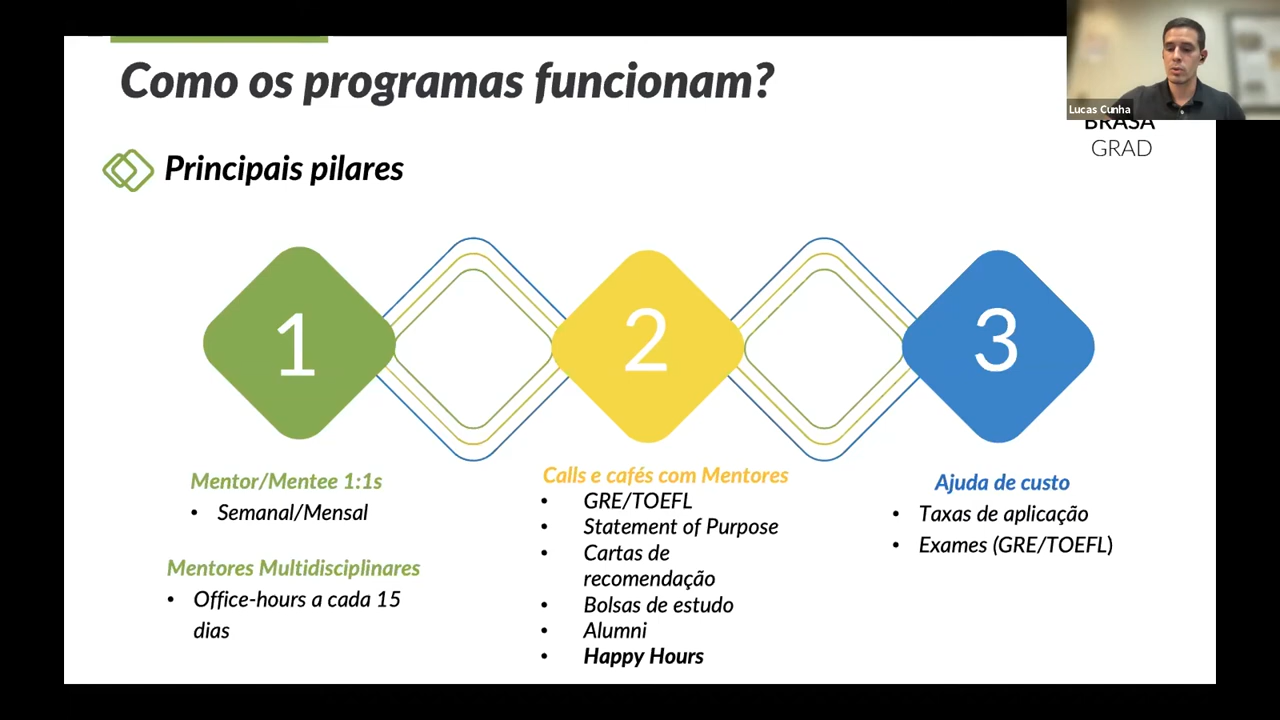 Como os programas funcionam?
Lucas Cunha
BRASA
GRAD
Principais pilares
1
2
3
Mentor/Mentee 1:1s
• Semanal/Mensal
Mentores Multidisciplinares
• Office-hours a cada 15
dias
Calls e cafés com Mentores
• GRE/TOEFL
• Statement of Purpose
• Cartas de
recomendação
• Bolsas de estudo
• Alumni
• Happy Hours
Ajuda de custo
• Taxas de aplicação
• Exames (GRE/TOEFL)